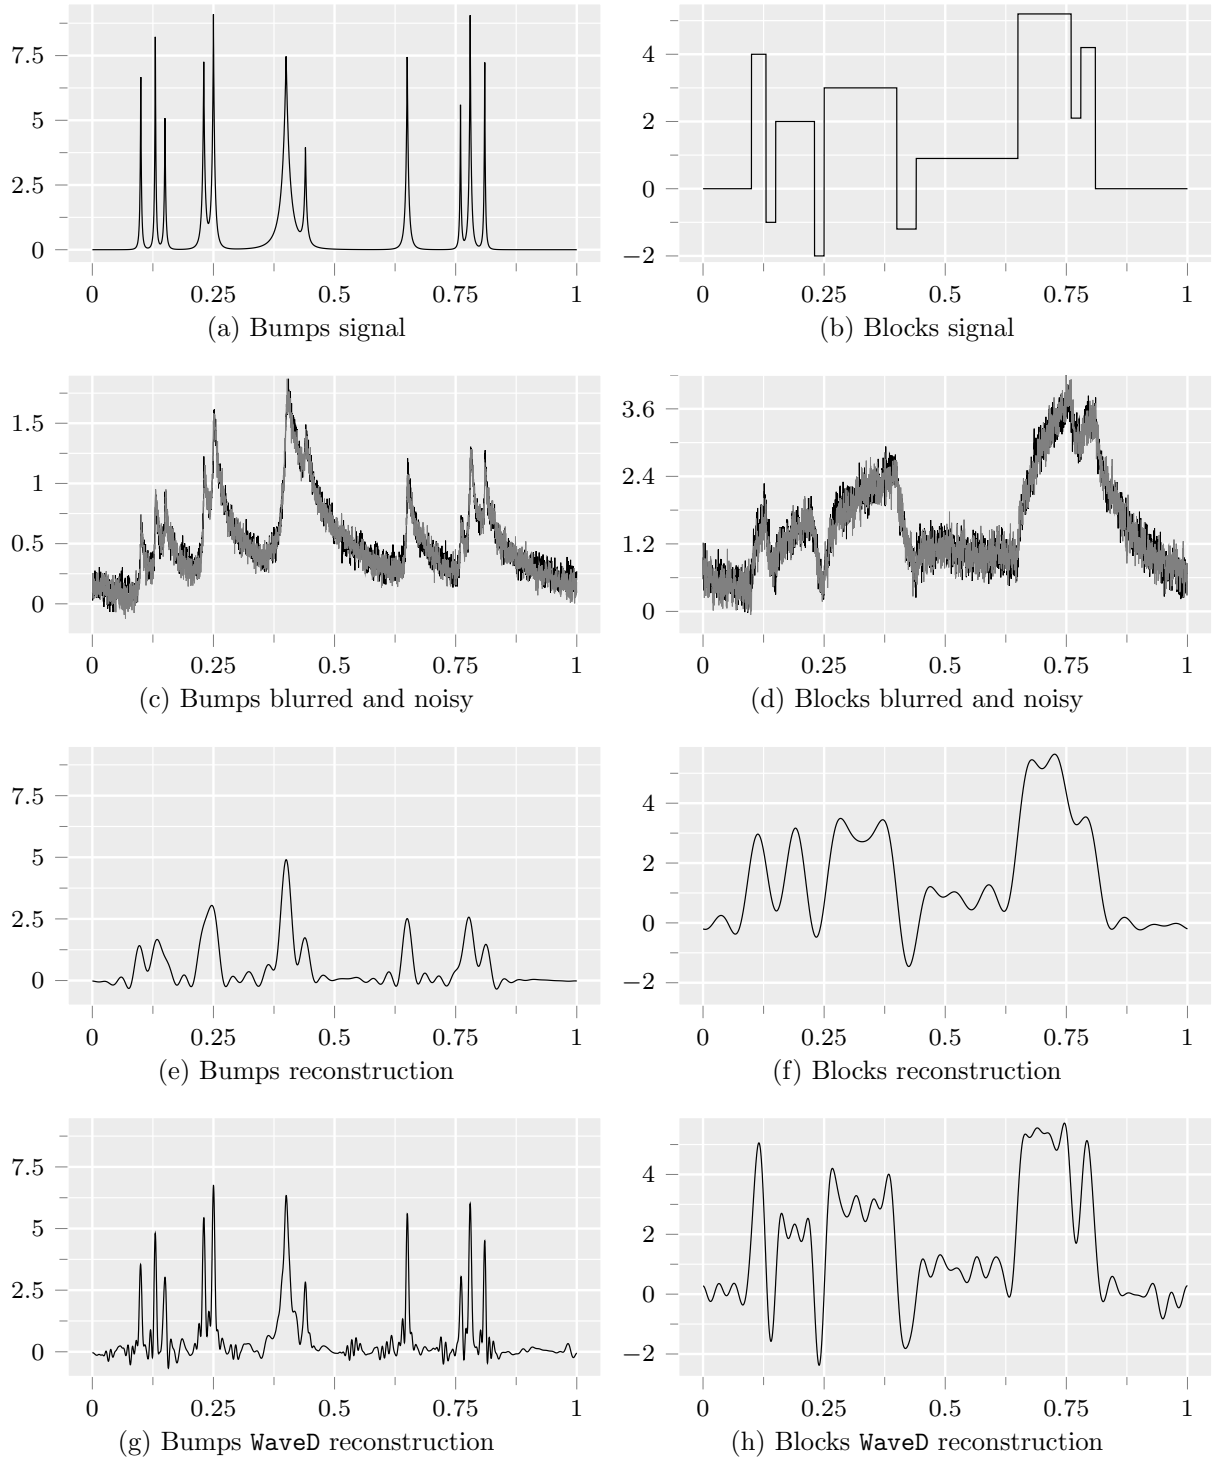 7.5
5
2.5
0
0 0.25 0.5 0.75 1
(a) Bumps signal
4
2
0
−2
0 0.25 0.5 0.75 1
(b) Blocks signal
1.5
1
0.5
0
0 0.25 0.5 0.75 1
(c) Bumps blurred and noisy
3.6
2.4
1.2
0
0 0.25 0.5 0.75 1
(d) Blocks blurred and noisy
7.5
5
2.5
0
0 0.25 0.5 0.75 1
(e) Bumps reconstruction
4
2
0
−2
0 0.25 0.5 0.75 1
(f) Blocks reconstruction
7.5
5
2.5
0
0 0.25 0.5 0.75 1
(g) Bumps WaveD reconstruction
4
2
0
−2
0 0.25 0.5 0.75 1
(h) Blocks WaveD reconstruction